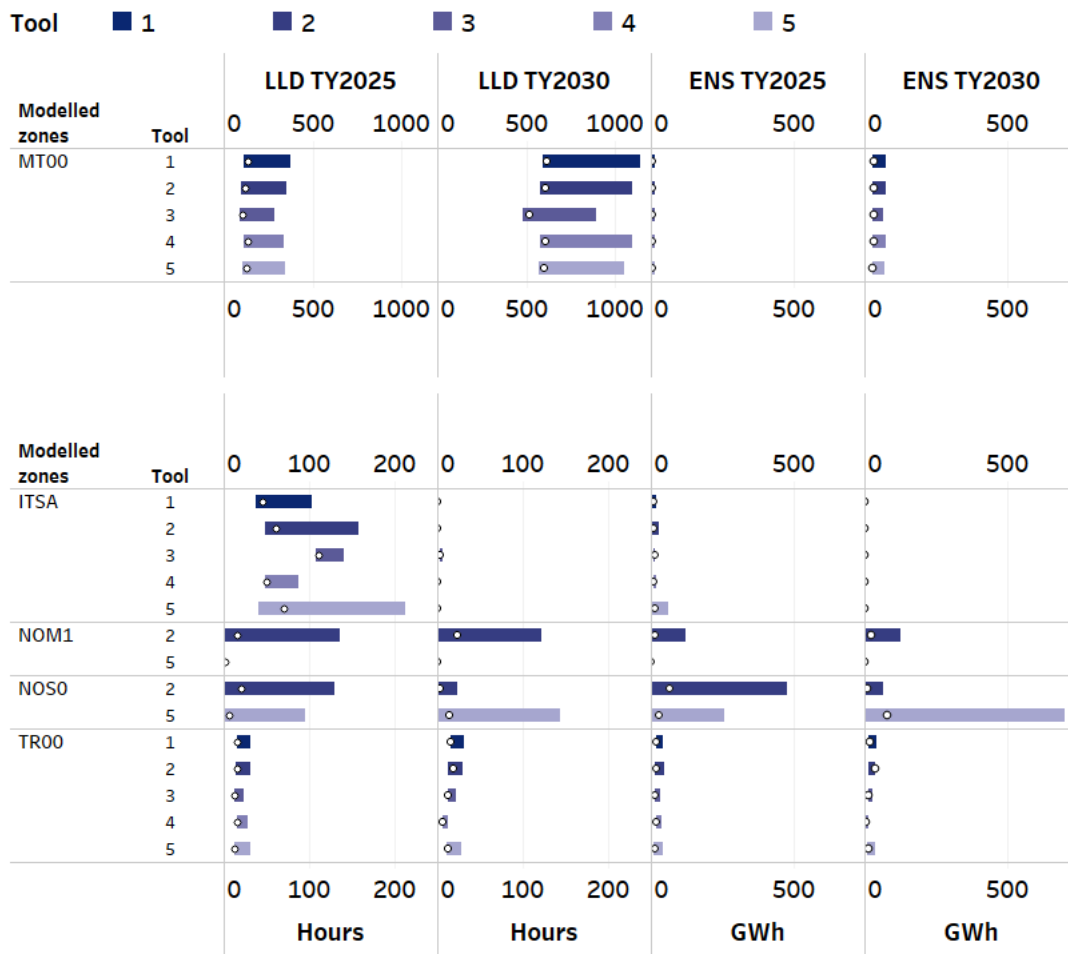 Tool 1 2 3 4 5
LLD TY2025 LLD TY2030 ENS TY2025 ENS TY2030
Modelled
zones Tool
0 500 1000 0 500 1000 0 500 0 500
MT00 1
2
3
4
5
0 500 1000 0 500 1000 0 500 0 500
Modelled
zones Tool
0 100 200 0 100 200 0 500 0 500
ITSA 1
2
3
4
5
NOM1 2
5
NOS0 2
5
TR00 1
2
3
4
5
0 100 200 0 100 200 0 500 0 500
Hours Hours GWh GWh